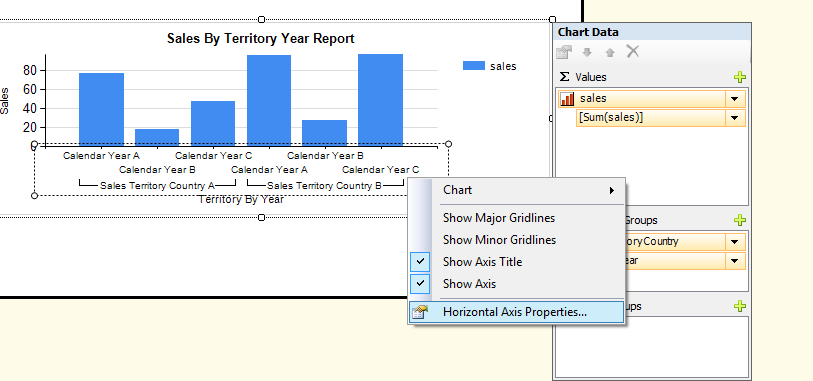 Sales By Territory Year Report
Sales
80
60
40
20
0
sales
Calendar Year A
Calendar Year C
Calendar Year B
Calendar Year B
Calendar Year A
Calendar Year C
Sales Territory Country A
Sales Territory Country B
Territory By Year
Chart
Show Major Gridlines
Show Minor Gridlines
Show Axis Title
Show Axis
Horizontal Axis Properties...
Chart Data
Σ Values
sales
[Sum(sales)]
Groups
oryCountry
ear
ups